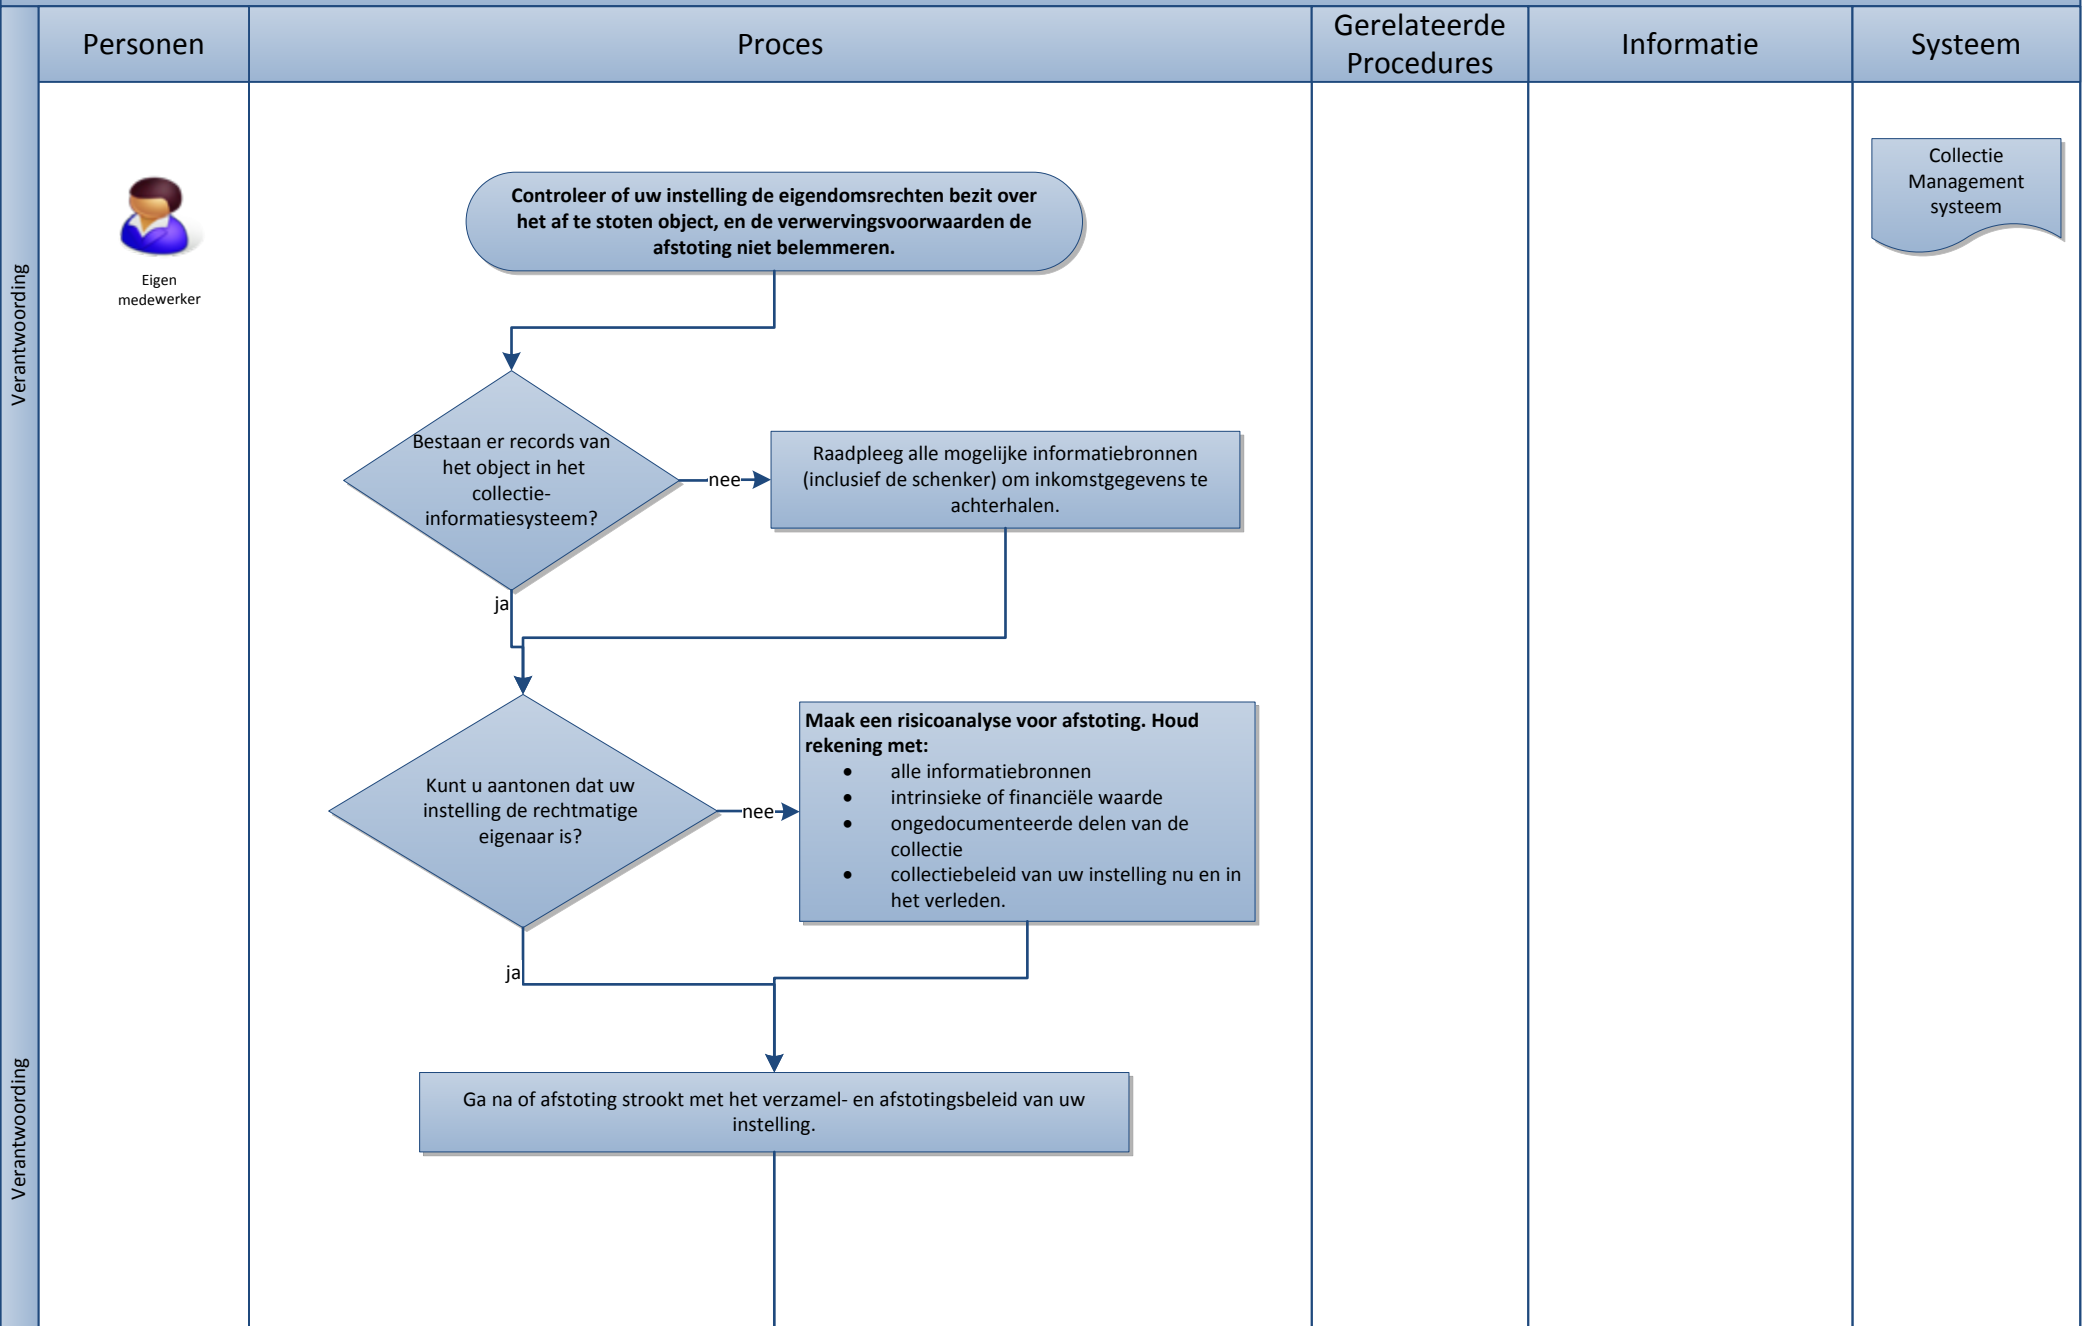 Personen
Proces
Gerelateerde
Procedures
Informatie
Systeem
Verantwoording
Eigen
medewerker
Controleer of uw instelling de eigendomsrechten bezit over
het af te stoten object, en de verwervingsvoorwaarden de
afstoting niet belemmeren.
Collectie
Management
systeem
Bestaan er records van
het object in het
collectie-
informatiesysteem?
nee
Raadpleeg alle mogelijke informatiebronnen
(inclusief de schenker) om inkomstgegevens te
achterhalen.
ja
Kunt u aantonen dat uw
instelling de rechtmatige
eigenaar is?
nee
Maak een risicoanalyse voor afstoting. Houd
rekening met:
• alle informatiebronnen
• intrinsieke of financiële waarde
• ongedocumenteerde delen van de
collectie
• collectiebeleid van uw instelling nu en in
het verleden.
ja
Verantwoording
Ga na of afstoting strookt met het verzamel- en afstotingsbeleid van uw
instelling.